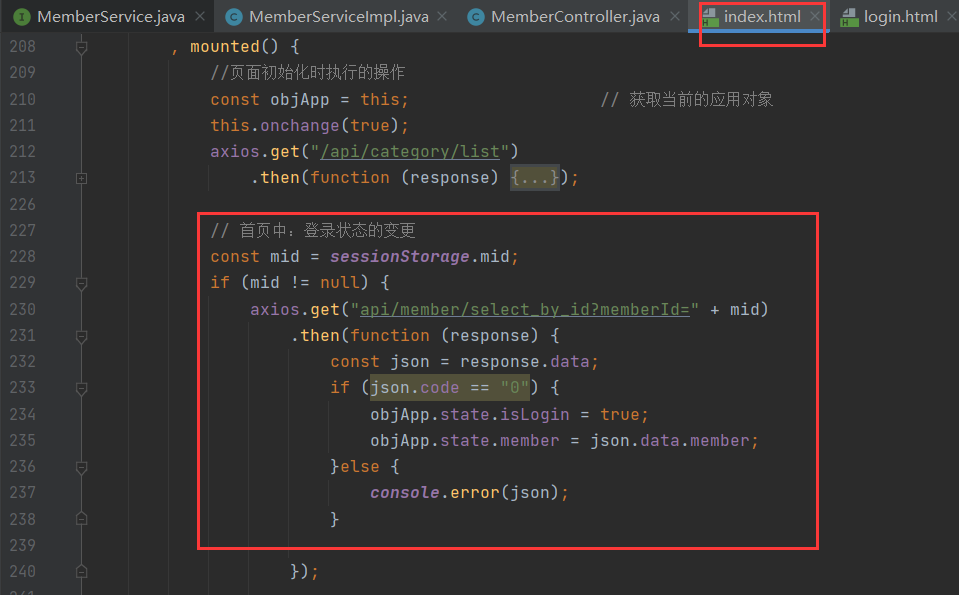 MemberService.java × MemberServiceImpl.java × MemberController.java × index.html × login.html ×
208 , mounted() {
209 //页面初始化时执行的操作
210 const objApp = this; // 获取当前的应用对象
211 this.onchange(true);
212 axios.get("/api/category/list")
213 .then(function (response) {...});
226
227 // 首页中: 登录状态的变更
228 const mid = sessionStorage.mid;
229 if (mid != null) {
230 axios.get("api/member/select_by_id?memberId=" + mid)
231 .then(function (response) {
232 const json = response.data;
233 if (json.code == "0") {
234 objApp.state.isLogin = true;
235 objApp.state.member = json.data.member;
236 }else {
237 console.error(json);
238 }
239
240 });